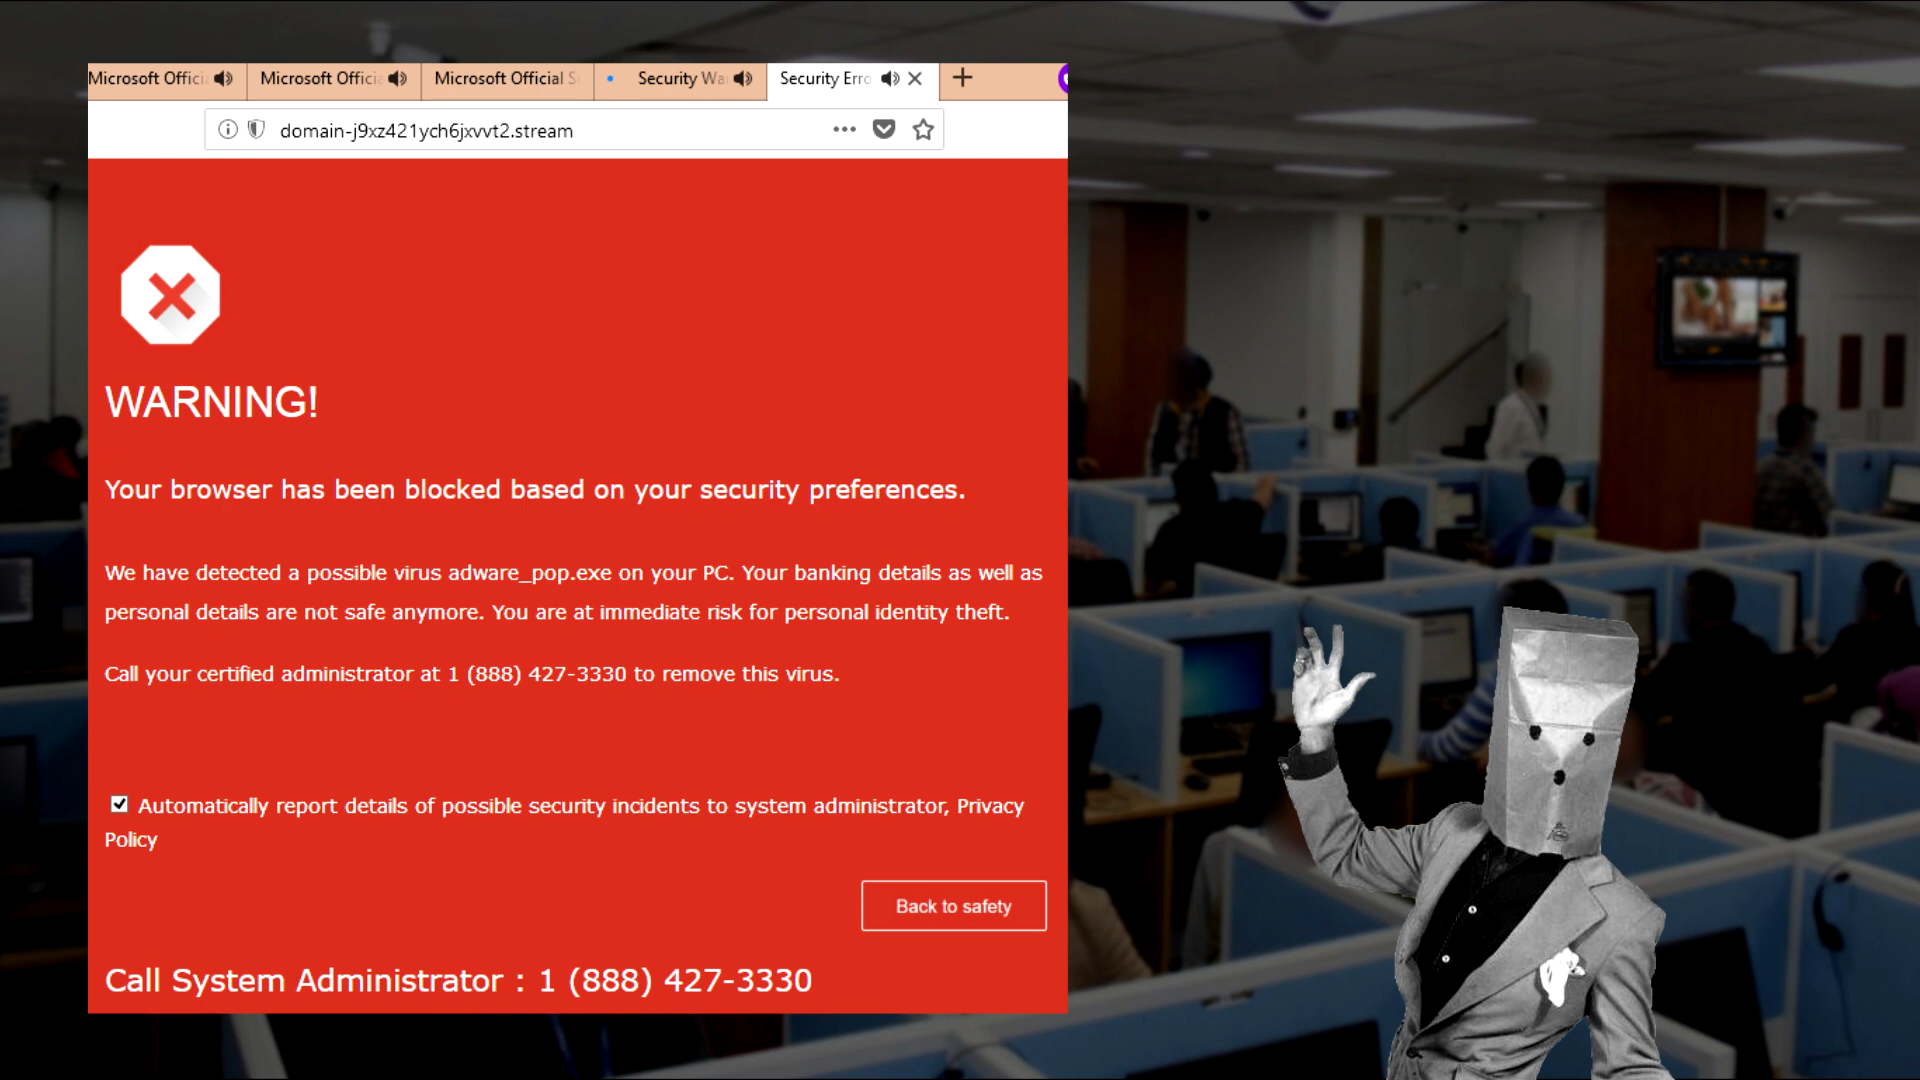 Microsoft Offici
Microsoft Offici
Microsoft Official S
Security Wa
Security Erro
domain-j9xz421ych6jxvvt2.stream
WARNING!
Your browser has been blocked based on your security preferences.
We have detected a possible virus adware_pop.exe on your PC. Your banking details as well as
personal details are not safe anymore. You are at immediate risk for personal identity theft.
Call your certified administrator at 1 (888) 427-3330 to remove this virus.
Automatically report details of possible security incidents to system administrator, Privacy
Policy
Back to safety
Call System Administrator : 1 (888) 427-3330